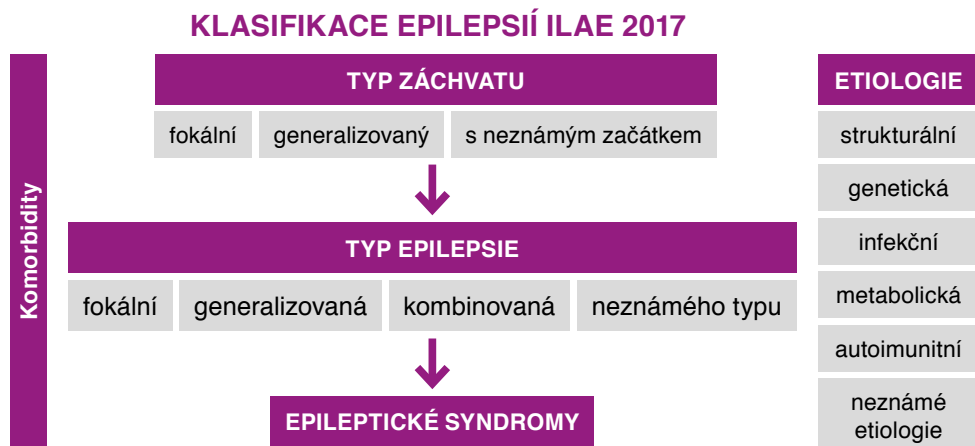 KLASIFIKACE EPILEPSIÍ ILAE 2017
Komorbidity
TYP ZÁCHVATU
fokální
generalizovaný
s neznámým začátkem
TYP EPILEPSIE
fokální
generalizovaná
kombinovaná
neznámého typu
EPILEPTICKÉ SYNDROMY
ETIOLOGIE
strukturální
genetická
infekční
metabolická
autoimunitní
neznámé
etiologie